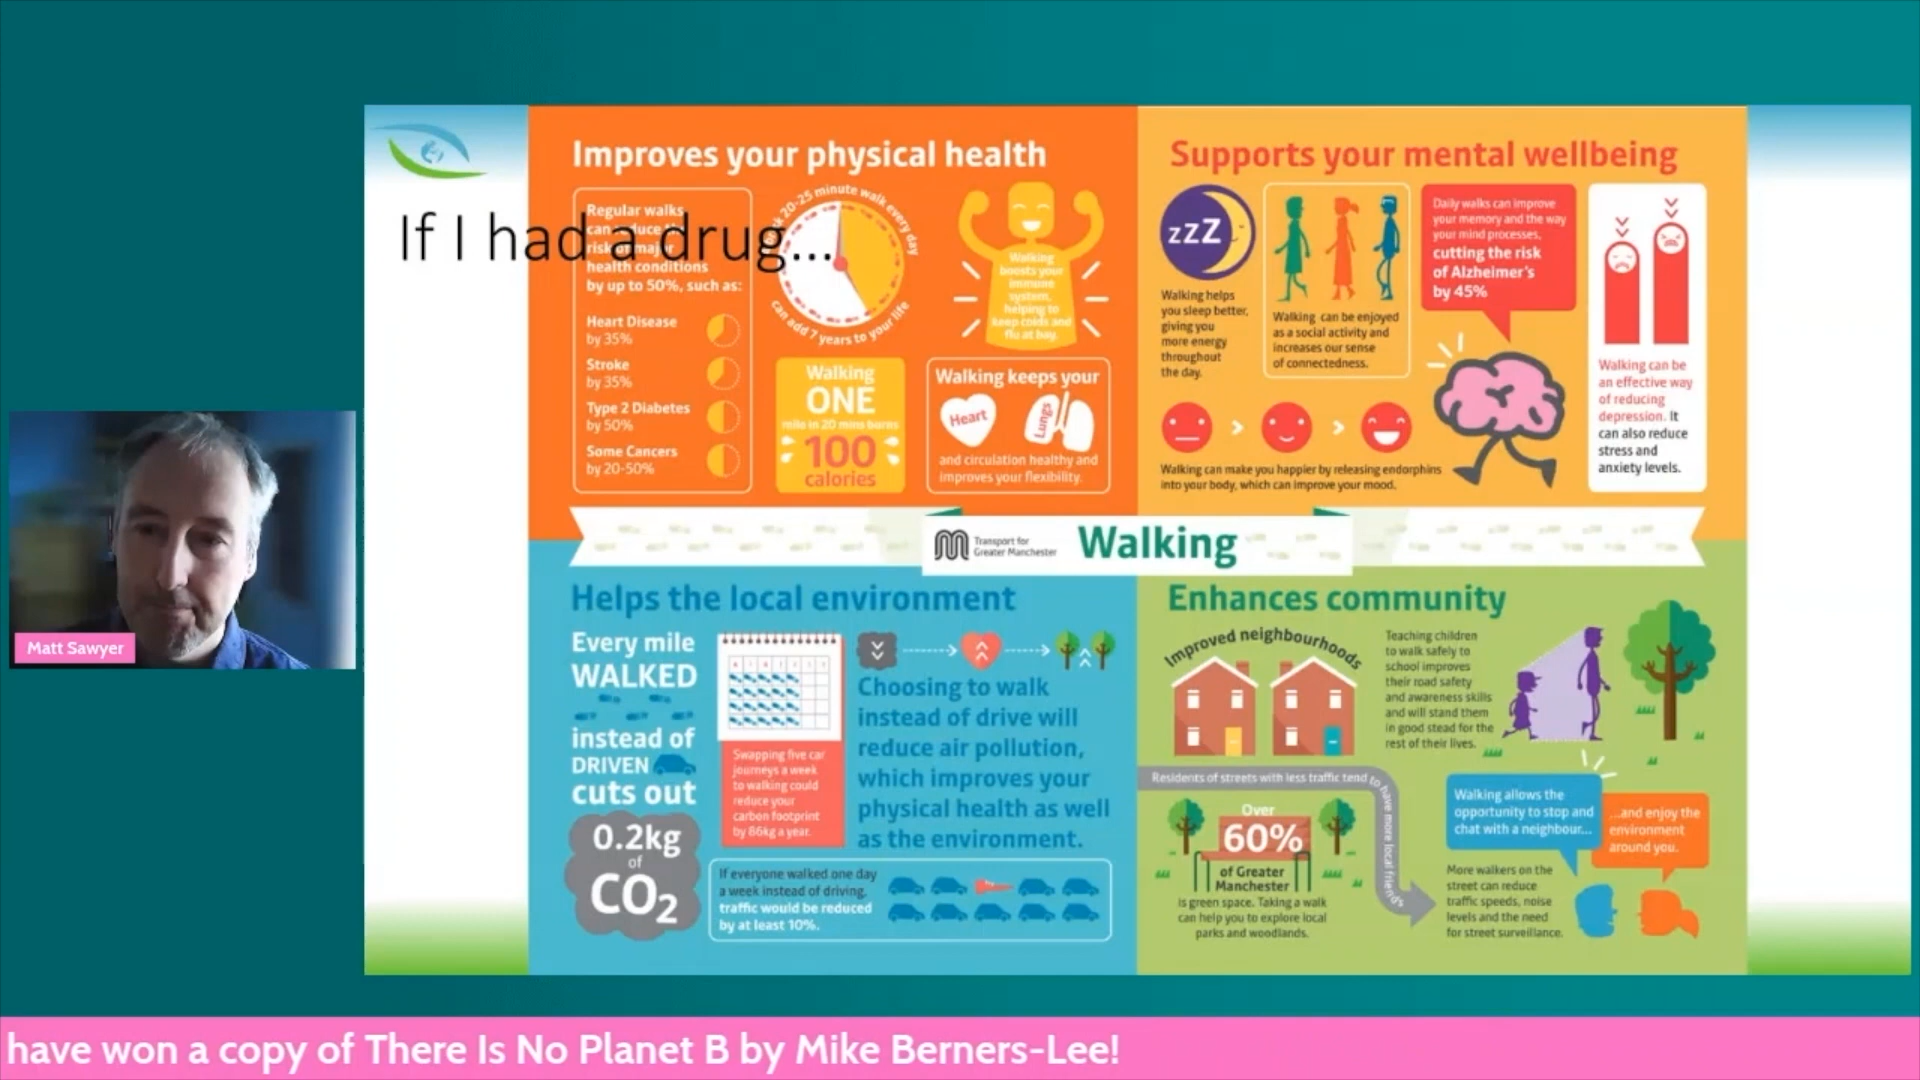 If I had a drug...
Improves your physical health
Regular walks
can reduce the
risk of major
health conditions
by up to 50%, such as:
Heart Disease
by 35%
Stroke
by 35%
Type 2 Diabetes
by 50%
Some Cancers
by 20-50%
20-25 minute walk every day
can add 7 years to your life
Walking
boosts your
immune
system,
helping to
keep colds and
flu at bay.
Walking
ONE
mile in 20 mins burns
100
calories
Walking keeps your
Heart
Lungs
and circulation healthy and
improves your flexibility.
Supports your mental wellbeing
zzZ
Walking helps
you sleep better,
giving you
more energy
throughout
the day.
Walking can be enjoyed
as a social activity and
increases our sense
of connectedness.
Daily walks can improve
your memory and the way
your mind processes,
cutting the risk
of Alzheimer's
by 45%
Walking can be
an effective way
of reducing
depression. It
can also reduce
stress and
anxiety levels.
Walking can make you happier by releasing endorphins
into your body, which can improve your mood.
Transport for
Greater Manchester
Walking
Helps the local environment
Every mile
WALKED
instead of
DRIVEN
cuts out
0.2kg
of
CO2
Swapping five car
journeys a week
to walking could
reduce your
carbon footprint
by 86kg a year.
Choosing to walk
instead of drive will
reduce air pollution,
which improves your
physical health as well
as the environment.
If everyone walked one day
a week instead of driving,
traffic would be reduced
by at least 10%.
Enhances community
Improved neighbourhoods
Teaching children
to walk safely to
school improves
their road safety
and awareness skills
and will stand them
in good stead for the
rest of their lives.
Residents of streets with less traffic tend to have more local friends
Over
60%
of Greater
Manchester
is green space. Taking a walk
can help you to explore local
parks and woodlands.
Walking allows the
opportunity to stop and
chat with a neighbour...
...and enjoy the
environment
around you.
More walkers on the
street can reduce
traffic speeds, noise
levels and the need
for street surveillance.
Matt Sawyer
have won a copy of There Is No Planet B by Mike Berners-Lee!